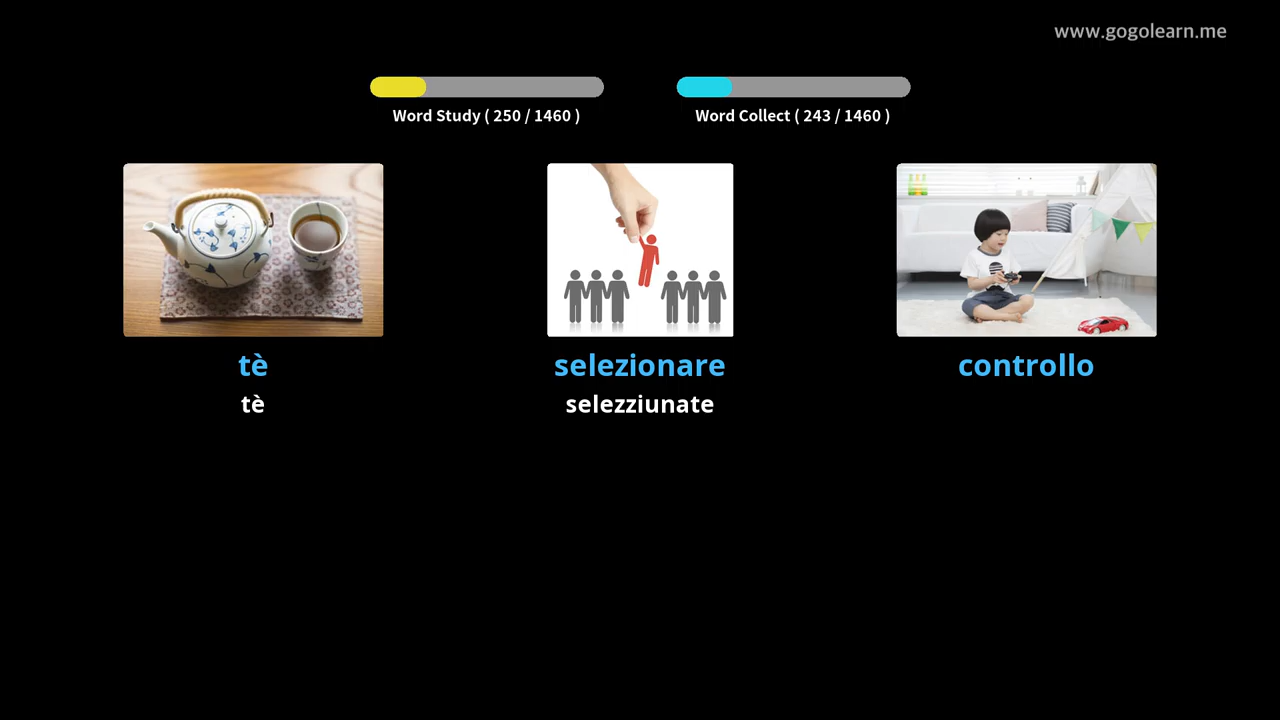 www.gogolearn.me
Word Study ( 250 / 1460 )
Word Collect ( 243 / 1460 )
tè
selezionare
controllo
tè
selezziunate